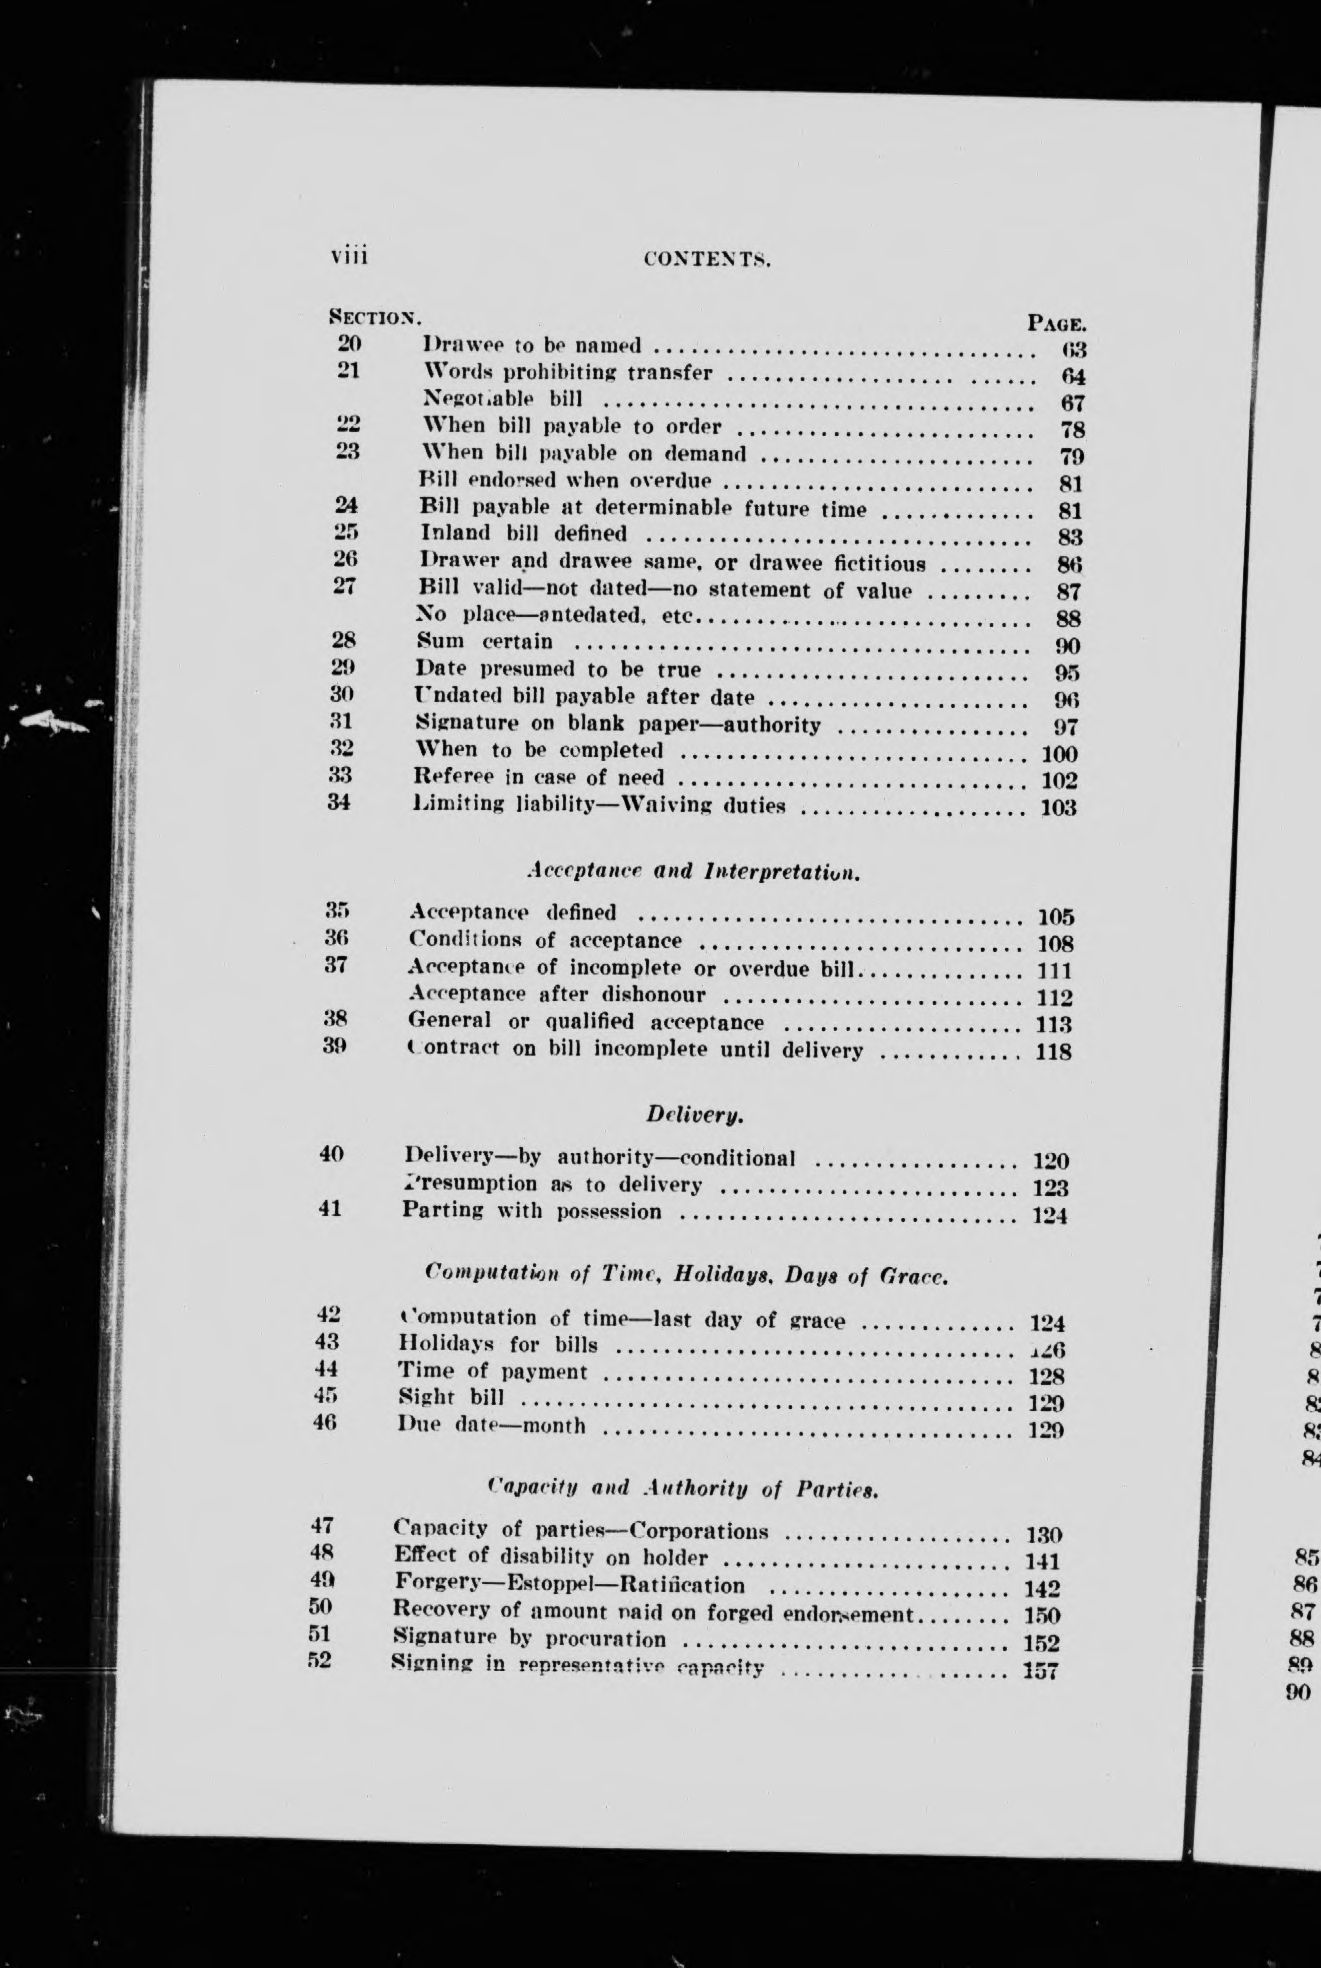 viii CONTENTS.
SECTION. PAGE.
20 Drawee to be named ................................ 63
21 Words prohibiting transfer ................... ...... 64
Negotiable bill .................................... 67
22 When bill payable to order ......................... 78
23 When bill payable on demand ....................... 79
Bill endorsed when overdue .......................... 81
24 Bill payable at determinable future time ............. 81
25 Inland bill defined ................................ 83
26 Drawer and drawee same, or drawee fictitious ........ 86
27 Bill valid—not dated—no statement of value ......... 87
No place—antedated, etc............................ 88
28 Sum certain ...................................... 90
29 Date presumed to be true .......................... 95
30 Undated bill payable after date ...................... 96
31 Signature on blank paper—authority ................ 97
32 When to be completed ............................. 100
33 Referee in case of need ............................. 102
34 Limiting liability—Waiving duties ................... 103
Acceptance and Interpretation.
35 Acceptance defined ................................ 105
36 Conditions of acceptance ........................... 108
37 Acceptance of incomplete or overdue bill.............. 111
Acceptance after dishonour ......................... 112
38 General or qualified acceptance .................... 113
39 Contract on bill incomplete until delivery ............ 118
Delivery.
40 Delivery—by authority—conditional ................. 120
Presumption as to delivery ......................... 123
41 Parting with possession ............................ 124
Computation of Time, Holidays, Days of Grace.
42 Computation of time—last day of grace ............. 124
43 Holidays for bills ................................. 126
44 Time of payment .................................. 128
45 Sight bill ......................................... 129
46 Due date—month .................................. 129
Capacity and Authority of Parties.
47 Capacity of parties—Corporations ................... 130
48 Effect of disability on holder ........................ 141
49 Forgery—Estoppel—Ratification .................... 142
50 Recovery of amount paid on forged endorsement........ 150
51 Signature by procuration ........................... 152
52 Signing in representative capacity ........... ....... 157
85
86
87
88
89
90